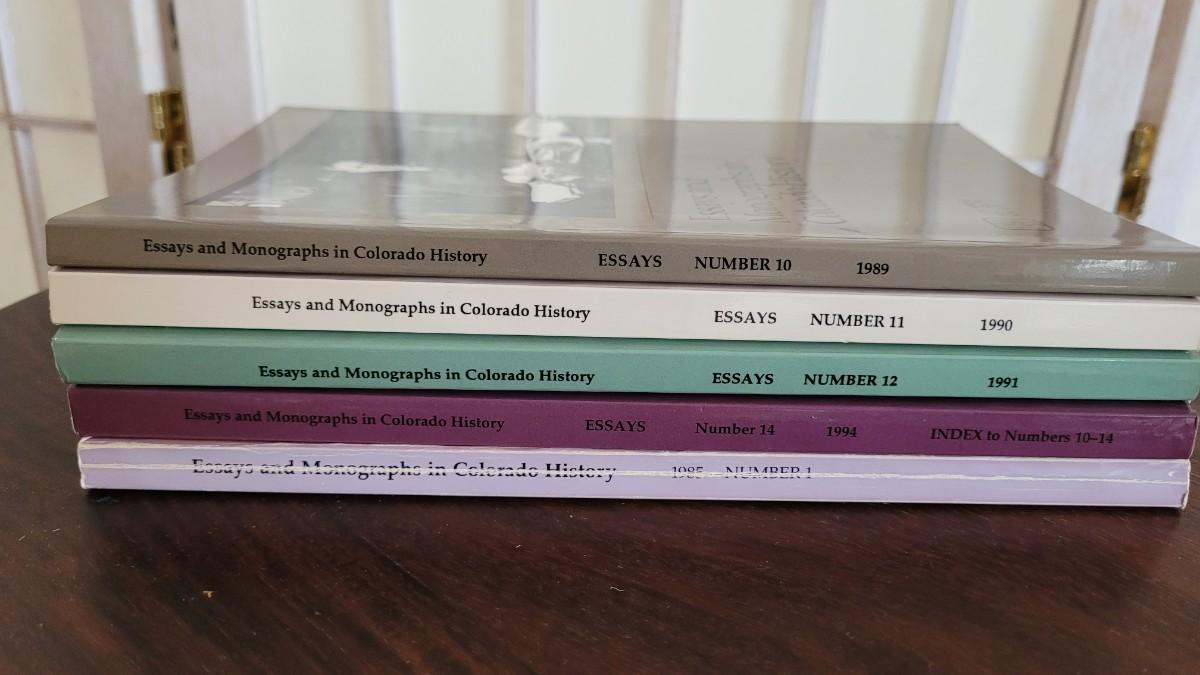 Essays and Monographs in Colorado History ESSAYS NUMBER 10 1989
Essays and Monographs in Colorado History ESSAYS NUMBER 11 1990
Essays and Monographs in Colorado History ESSAYS NUMBER 12 1991
Essays and Monographs in Colorado History ESSAYS Number 14 1994 INDEX to Numbers 10–14
Essays and Monographs in Colorado History 1985 NUMBER 1